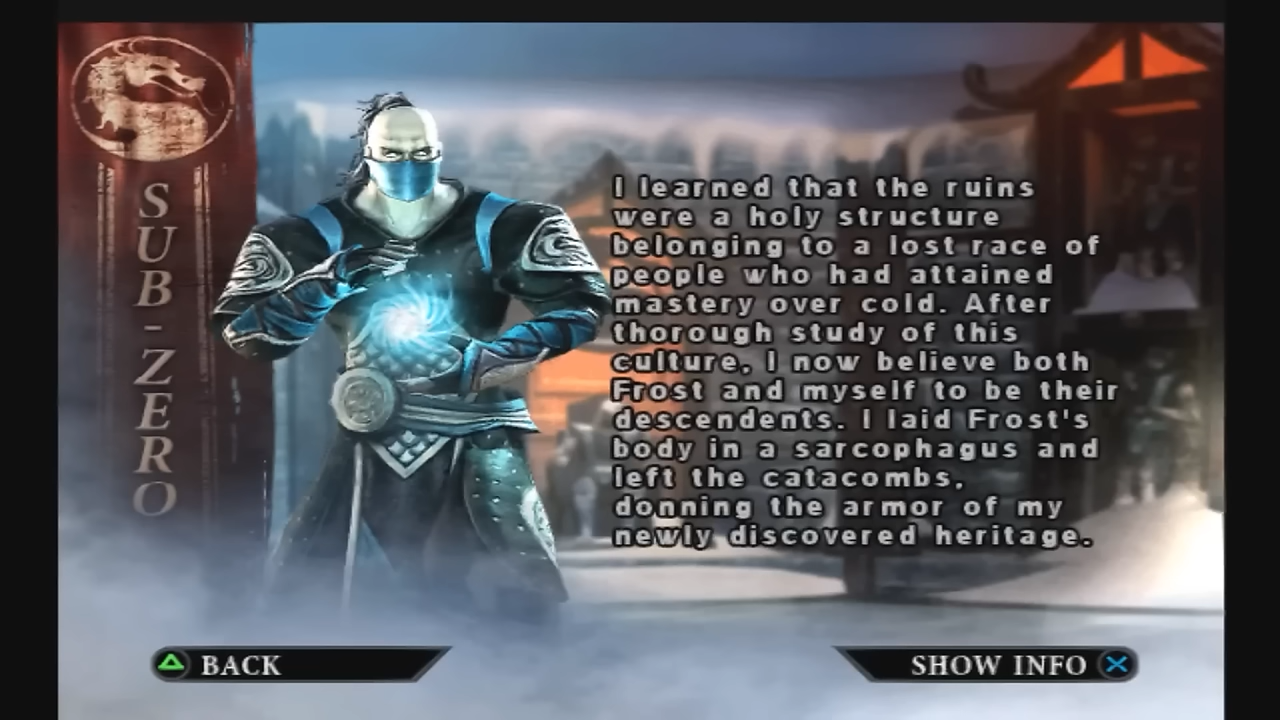 SUB-ZERO
I learned that the ruins
were a holy structure
belonging to a lost race of
people who had attained
mastery over cold. After
thorough study of this
culture, I now believe both
Frost and myself to be their
descendents. I laid Frost's
body in a sarcophagus and
left the catacombs,
donning the armor of my
newly discovered heritage.
BACK
SHOW INFO